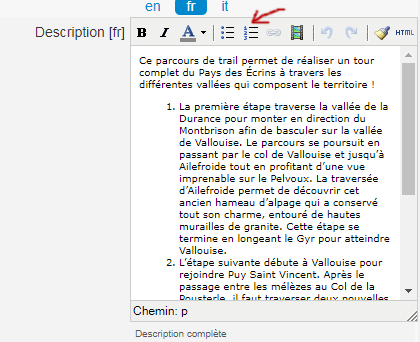 en fr it
Description [fr]
B I A HTML
Ce parcours de trail permet de réaliser un tour
complet du Pays des Écrins à travers les
différentes vallées qui composent le territoire !
1. La première étape traverse la vallée de la
Durance pour monter en direction du
Montbrison afin de basculer sur la vallée
de Vallouise. Le parcours se poursuit en
passant par le col de Vallouise et jusqu'à
Ailefroide tout en profitant d'une vue
imprenable sur le Pelvoux. La traversée
d'Ailefroide permet de découvrir cet
ancien hameau d'alpage qui a conservé
tout son charme, entouré de hautes
murailles de granite. Cette étape se
termine en longeant le Gyr pour atteindre
Vallouise.
2. L'étape suivante débute à Vallouise pour
rejoindre Puy Saint Vincent. Après le
passage entre les mélèzes au Col de la
Pousterle, il faut traverser deux nouvelles
Chemin: p
Description complète